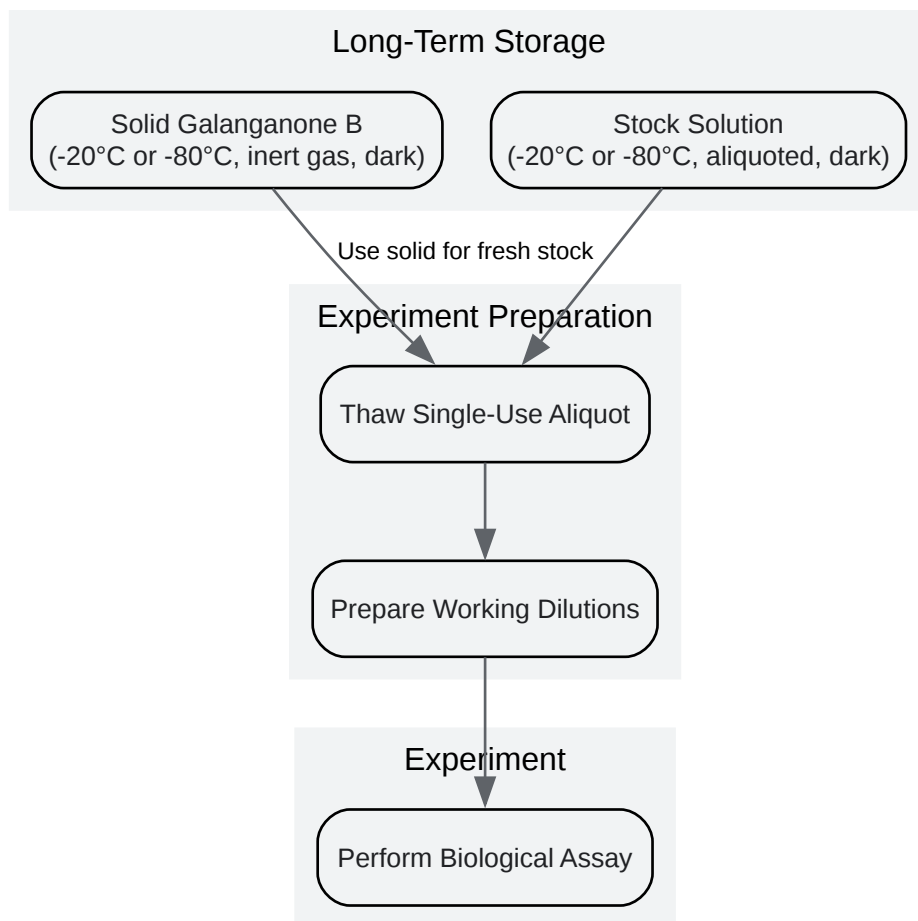 Long-Term Storage
Solid Galanganone B
(-20°C or -80°C, inert gas, dark)
Stock Solution
(-20°C or -80°C, aliquoted, dark)
Use solid for fresh stock
Experiment Preparation
Thaw Single-Use Aliquot
Prepare Working Dilutions
Experiment
Perform Biological Assay